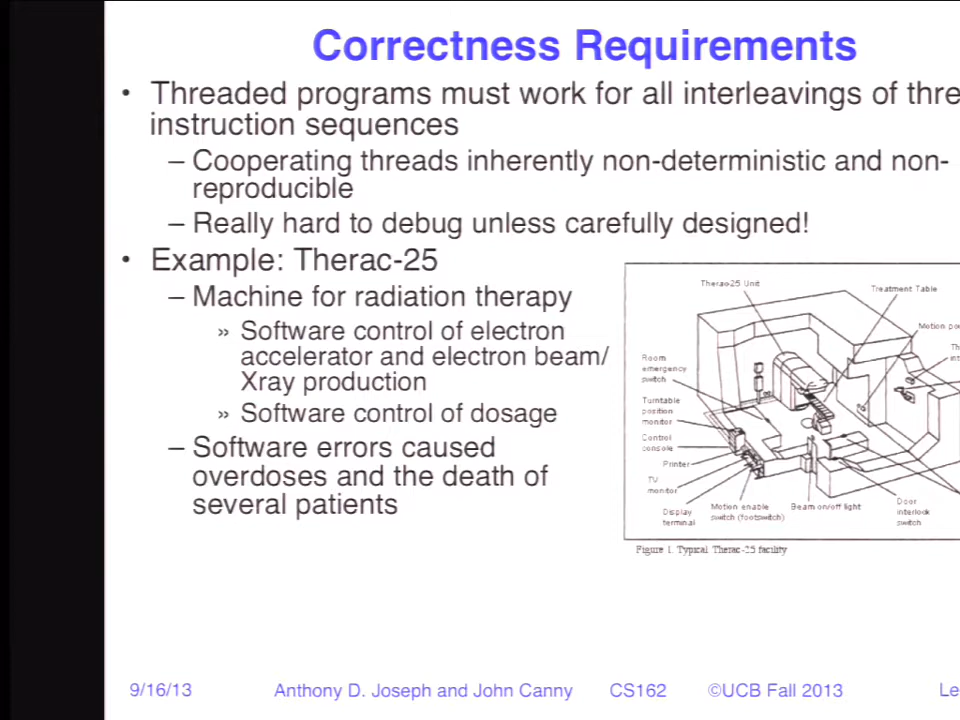 Correctness Requirements
• Threaded programs must work for all interleavings of thre
instruction sequences
– Cooperating threads inherently non-deterministic and non-
reproducible
– Really hard to debug unless carefully designed!
• Example: Therac-25
– Machine for radiation therapy
» Software control of electron
accelerator and electron beam/
Xray production
» Software control of dosage
– Software errors caused
overdoses and the death of
several patients
Therac-25 Unit
Treatment Table
Motion po
Th
int
Room
emergency
switch
Turntable
position
monitor
Control
console
Printer
TV
monitor
Display
terminal
Motion enable
switch (footswitch)
Beam on/off light
Door
interlock
switch
Figure 1. Typical Therac-25 facility
9/16/13
Anthony D. Joseph and John Canny
CS162
©UCB Fall 2013
Le